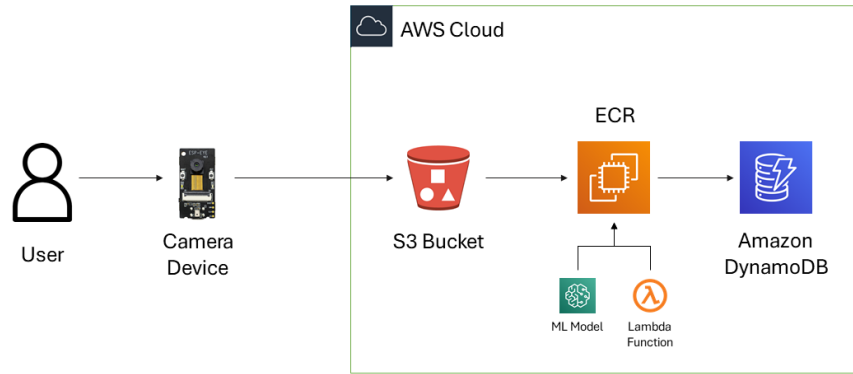 AWS Cloud
ECR
User
Camera
Device
S3 Bucket
Amazon
DynamoDB
ML Model
Lambda
Function